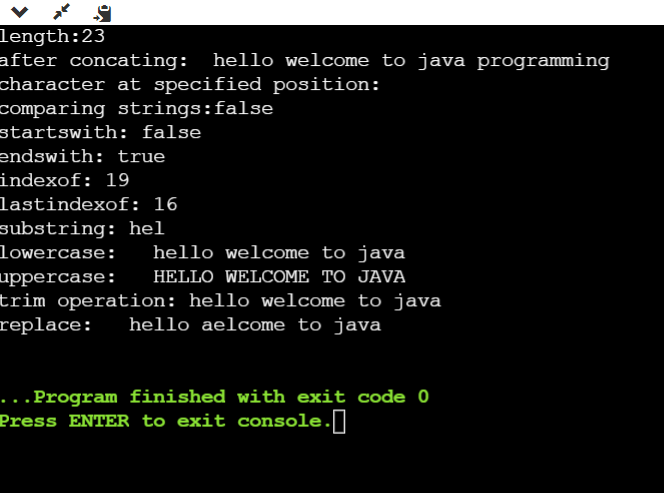 length:23
after concating:  hello welcome to java programming
character at specified position:
comparing strings:false
startswith: false
endswith: true
indexof: 19
lastindexof: 16
substring: hel
lowercase:   hello welcome to java
uppercase:   HELLO WELCOME TO JAVA
trim operation: hello welcome to java
replace:   hello aelcome to java
...Program finished with exit code 0
Press ENTER to exit console.